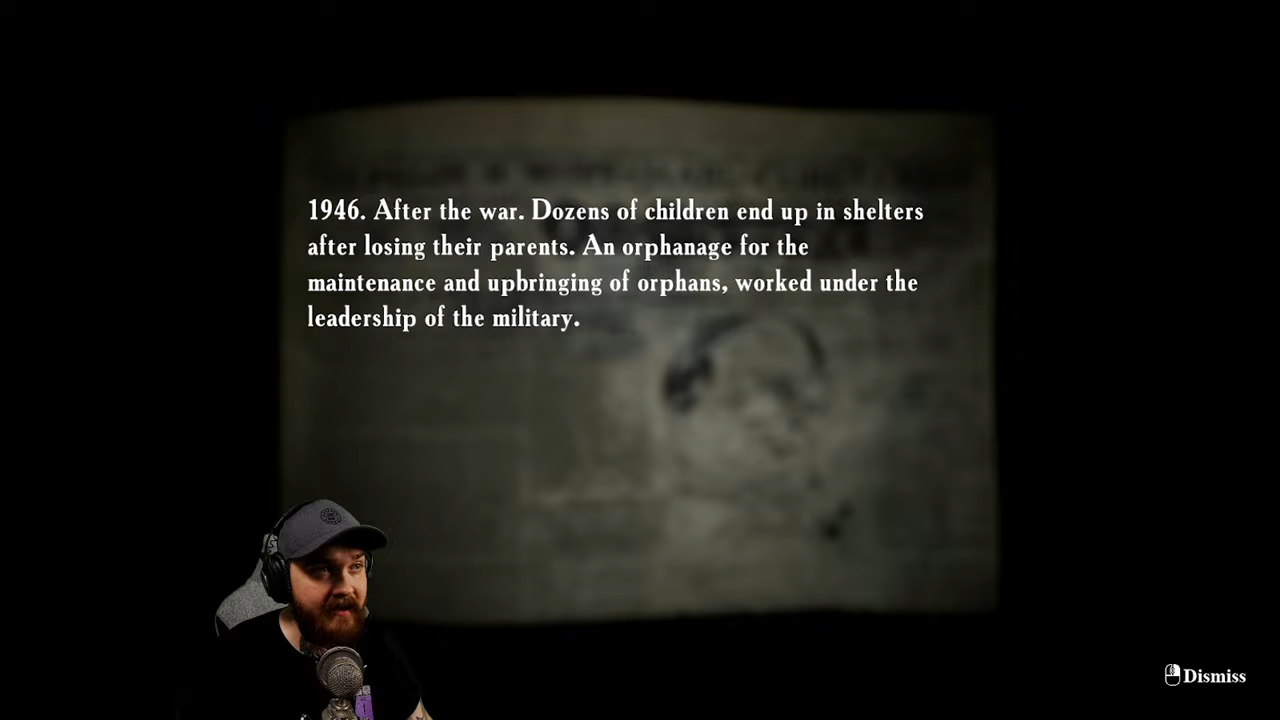 1946. After the war. Dozens of children end up in shelters
after losing their parents. An orphanage for the
maintenance and upbringing of orphans, worked under the
leadership of the military.
Dismiss